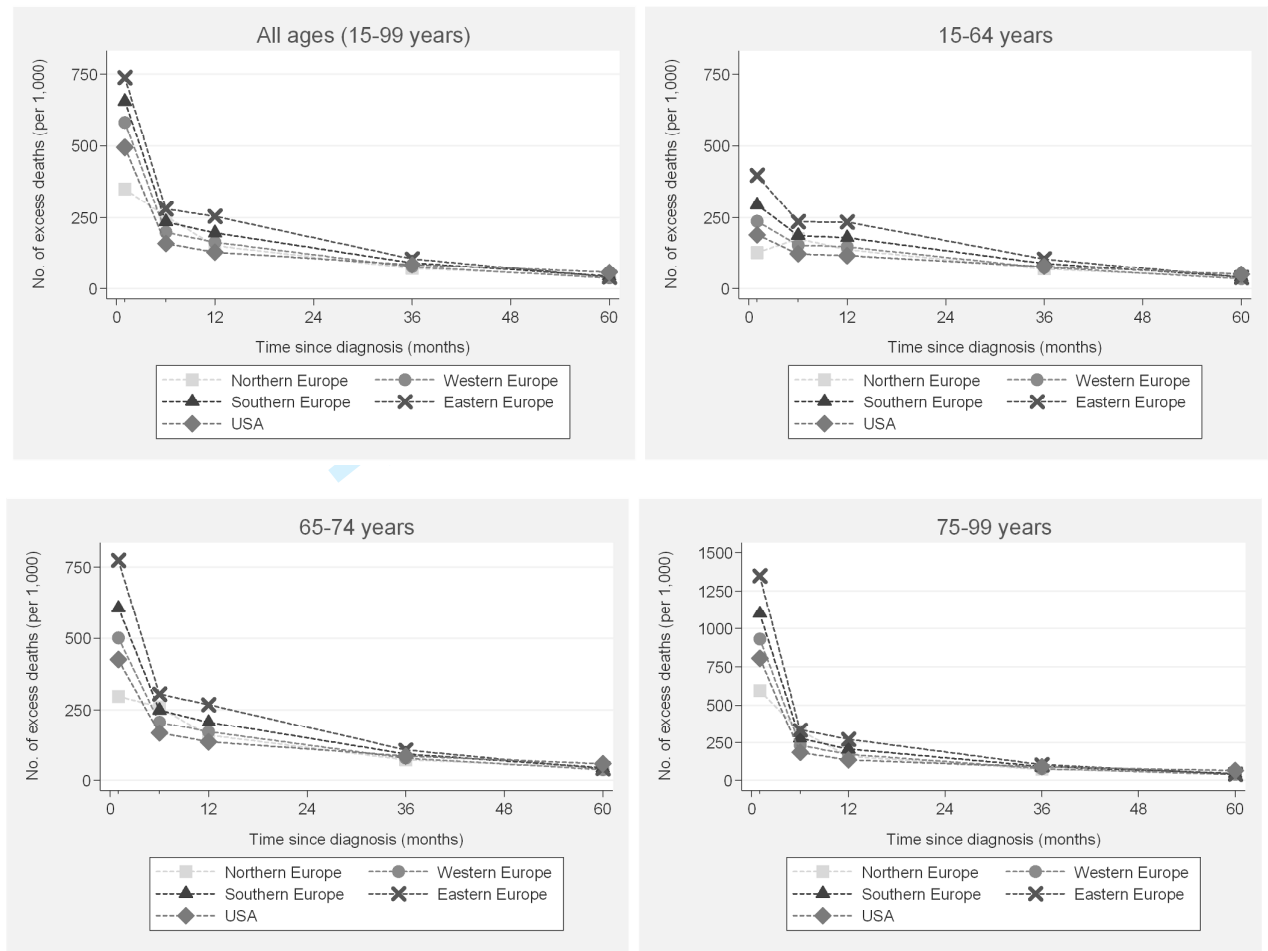 All ages (15-99 years)
No. of excess deaths (per 1,000)
750
500
250
0
0 12 24 36 48 60
Time since diagnosis (months)
Northern Europe Western Europe
Southern Europe Eastern Europe
USA
15-64 years
No. of excess deaths (per 1,000)
750
500
250
0
0 12 24 36 48 60
Time since diagnosis (months)
Northern Europe Western Europe
Southern Europe Eastern Europe
USA
65-74 years
No. of excess deaths (per 1,000)
750
500
250
0
0 12 24 36 48 60
Time since diagnosis (months)
Northern Europe Western Europe
Southern Europe Eastern Europe
USA
75-99 years
No. of excess deaths (per 1,000)
1500
1250
1000
750
500
250
0
0 12 24 36 48 60
Time since diagnosis (months)
Northern Europe Western Europe
Southern Europe Eastern Europe
USA